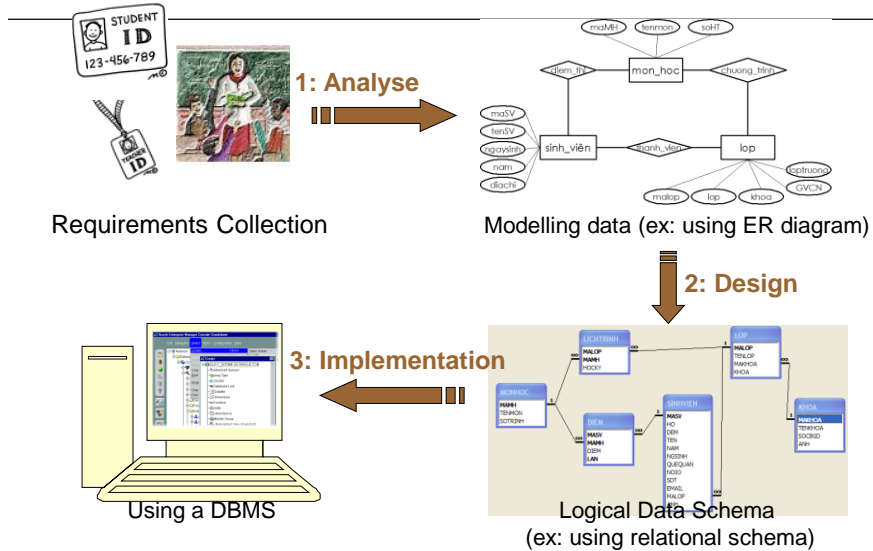 STUDENT
ID
123-456-789
TEACHER
ID
1: Analyse
Requirements Collection
maMH
tenmon
soHT
diem_thi
mon_hoc
chuong_trinh
maSV
tenSV
ngaysinh
nam
diachi
sinh_viên
thanh_vien
lop
malop
lop
khoa
GVCN
loptruong
Modelling data (ex: using ER diagram)
2: Design
LICHTRINH
MALOP
MAMH
HOCKY
LOP
MALOP
TENLOP
MAKHOA
KHOA
MONHOC
MAMH
TENMON
SOTRINH
DIEM
MASV
MAMH
DIEM
LAN
SINHVIEN
MASV
HO
DEM
TEN
NAM
NGSINH
QUEQUAN
NOIO
SOT
EMAIL
MALOP
ANH
KHOA
MAKHOA
TENKHOA
SOCBGD
ANH
Logical Data Schema
(ex: using relational schema)
3: Implementation
Using a DBMS